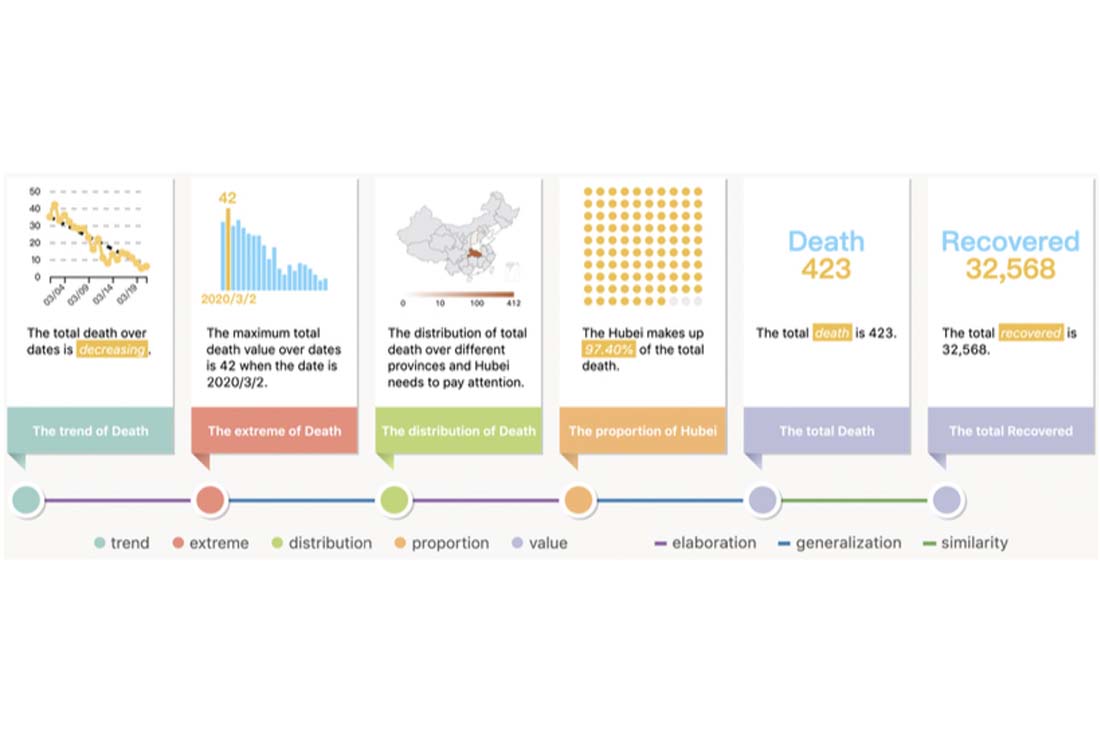 50
40
30
20
10
0
03/04
03/09
03/14
03/19
The total death over
dates is decreasing.
The trend of Death
42
2020/3/2
The maximum total
death value over dates
is 42 when the date is
2020/3/2.
The extreme of Death
0 10 100 412
The distribution of total
death over different
provinces and Hubei
needs to pay attention.
The distribution of Death
The Hubei makes up
97.40% of the total
death.
The proportion of Hubei
Death
423
The total death is 423.
The total Death
Recovered
32,568
The total recovered is
32,568.
The total Recovered
trend extreme distribution proportion value elaboration generalization similarity